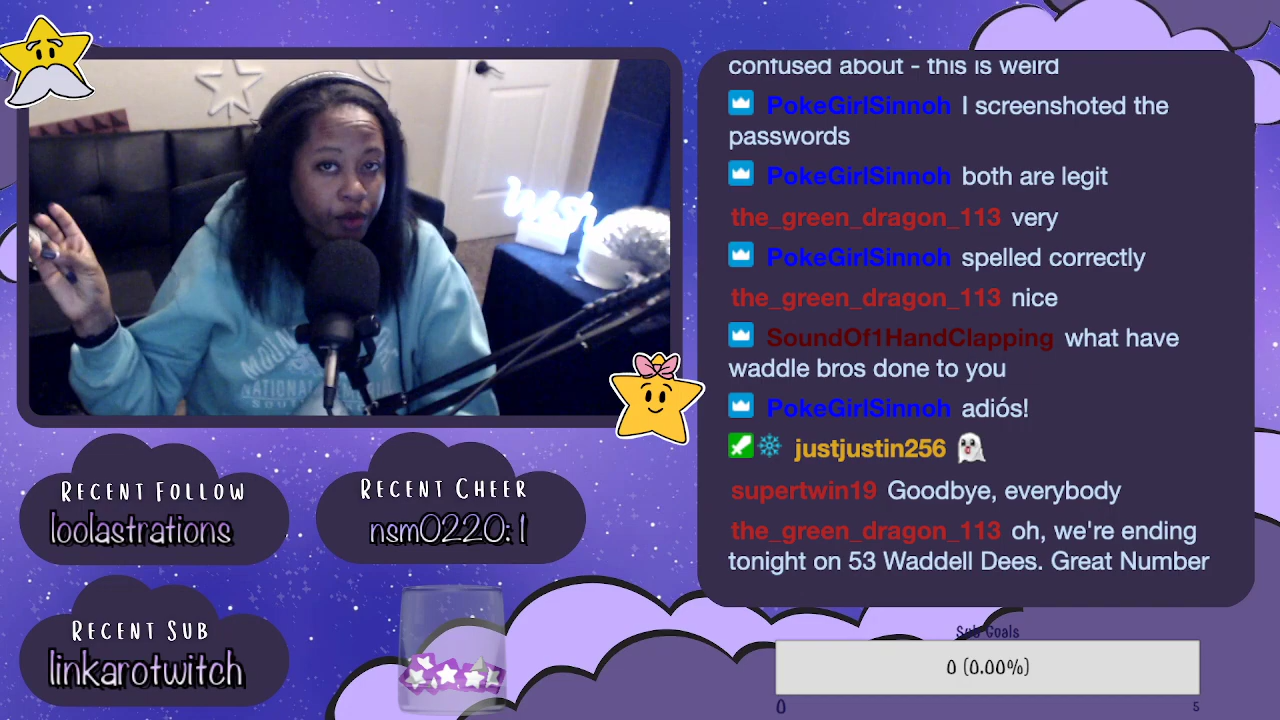 confused about - this is weird
PokeGirlSinnoh I screenshoted the
passwords
PokeGirlSinnoh both are legit
the_green_dragon_113 very
PokeGirlSinnoh spelled correctly
the_green_dragon_113 nice
SoundOf1HandClapping what have
waddle bros done to you
PokeGirlSinnoh adiós!
justjustin256
supertwin19 Goodbye, everybody
the_green_dragon_113 oh, we're ending
tonight on 53 Waddell Dees. Great Number
wish
NATIONAL
RECENT FOLLOW
loolastrations
RECENT CHEER
nsm0220: 1
RECENT SUB
linkarotwitch
Sub Goals
0 (0.00%)
0
5